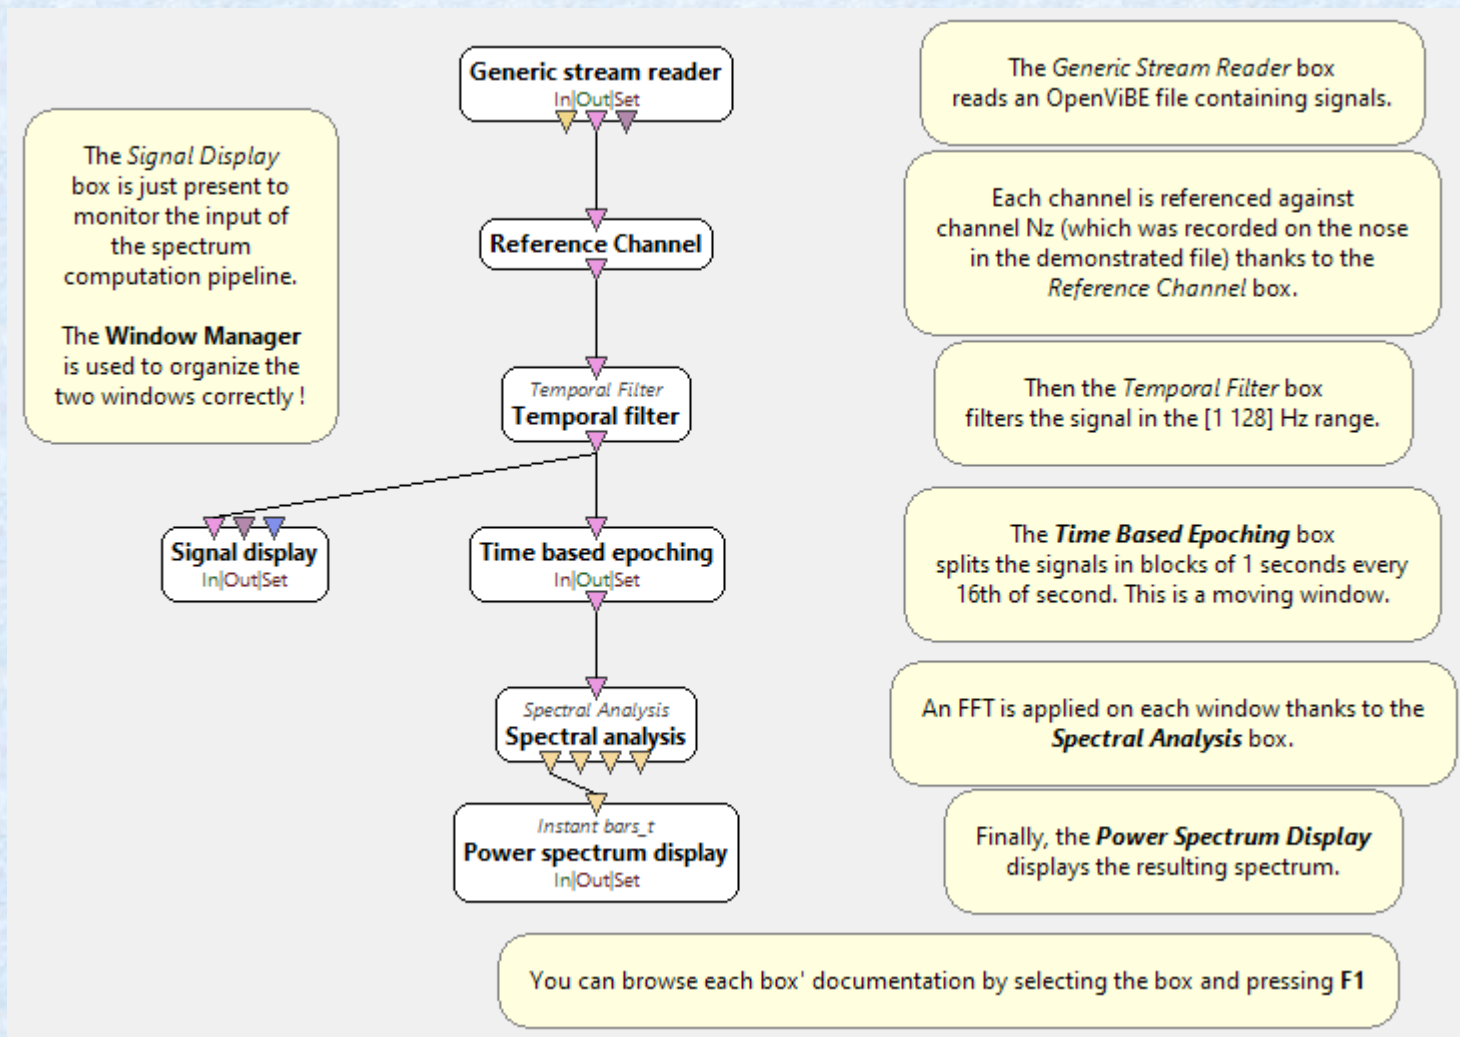 Generic stream reader
In|Out|Set
Reference Channel
Temporal Filter
Temporal filter
Signal display
In|Out|Set
Time based epoching
In|Out|Set
Spectral Analysis
Spectral analysis
Instant bars_t
Power spectrum display
In|Out|Set
The Signal Display
box is just present to
monitor the input of
the spectrum
computation pipeline.
The Window Manager
is used to organize the
two windows correctly !
The Generic Stream Reader box
reads an OpenViBE file containing signals.
Each channel is referenced against
channel Nz (which was recorded on the nose
in the demonstrated file) thanks to the
Reference Channel box.
Then the Temporal Filter box
filters the signal in the [1 128] Hz range.
The Time Based Epoching box
splits the signals in blocks of 1 seconds every
16th of second. This is a moving window.
An FFT is applied on each window thanks to the
Spectral Analysis box.
Finally, the Power Spectrum Display
displays the resulting spectrum.
You can browse each box' documentation by selecting the box and pressing F1